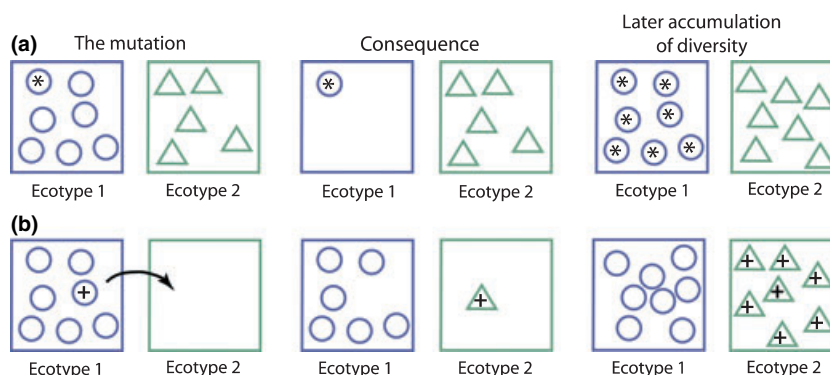 Later accumulation
(a) The mutation Consequence of diversity
*
*
* * * * * * *
Ecotype 1 Ecotype 2 Ecotype 1 Ecotype 2 Ecotype 1 Ecotype 2
(b)
+
+
+ + + + + + +
Ecotype 1 Ecotype 2 Ecotype 1 Ecotype 2 Ecotype 1 Ecotype 2